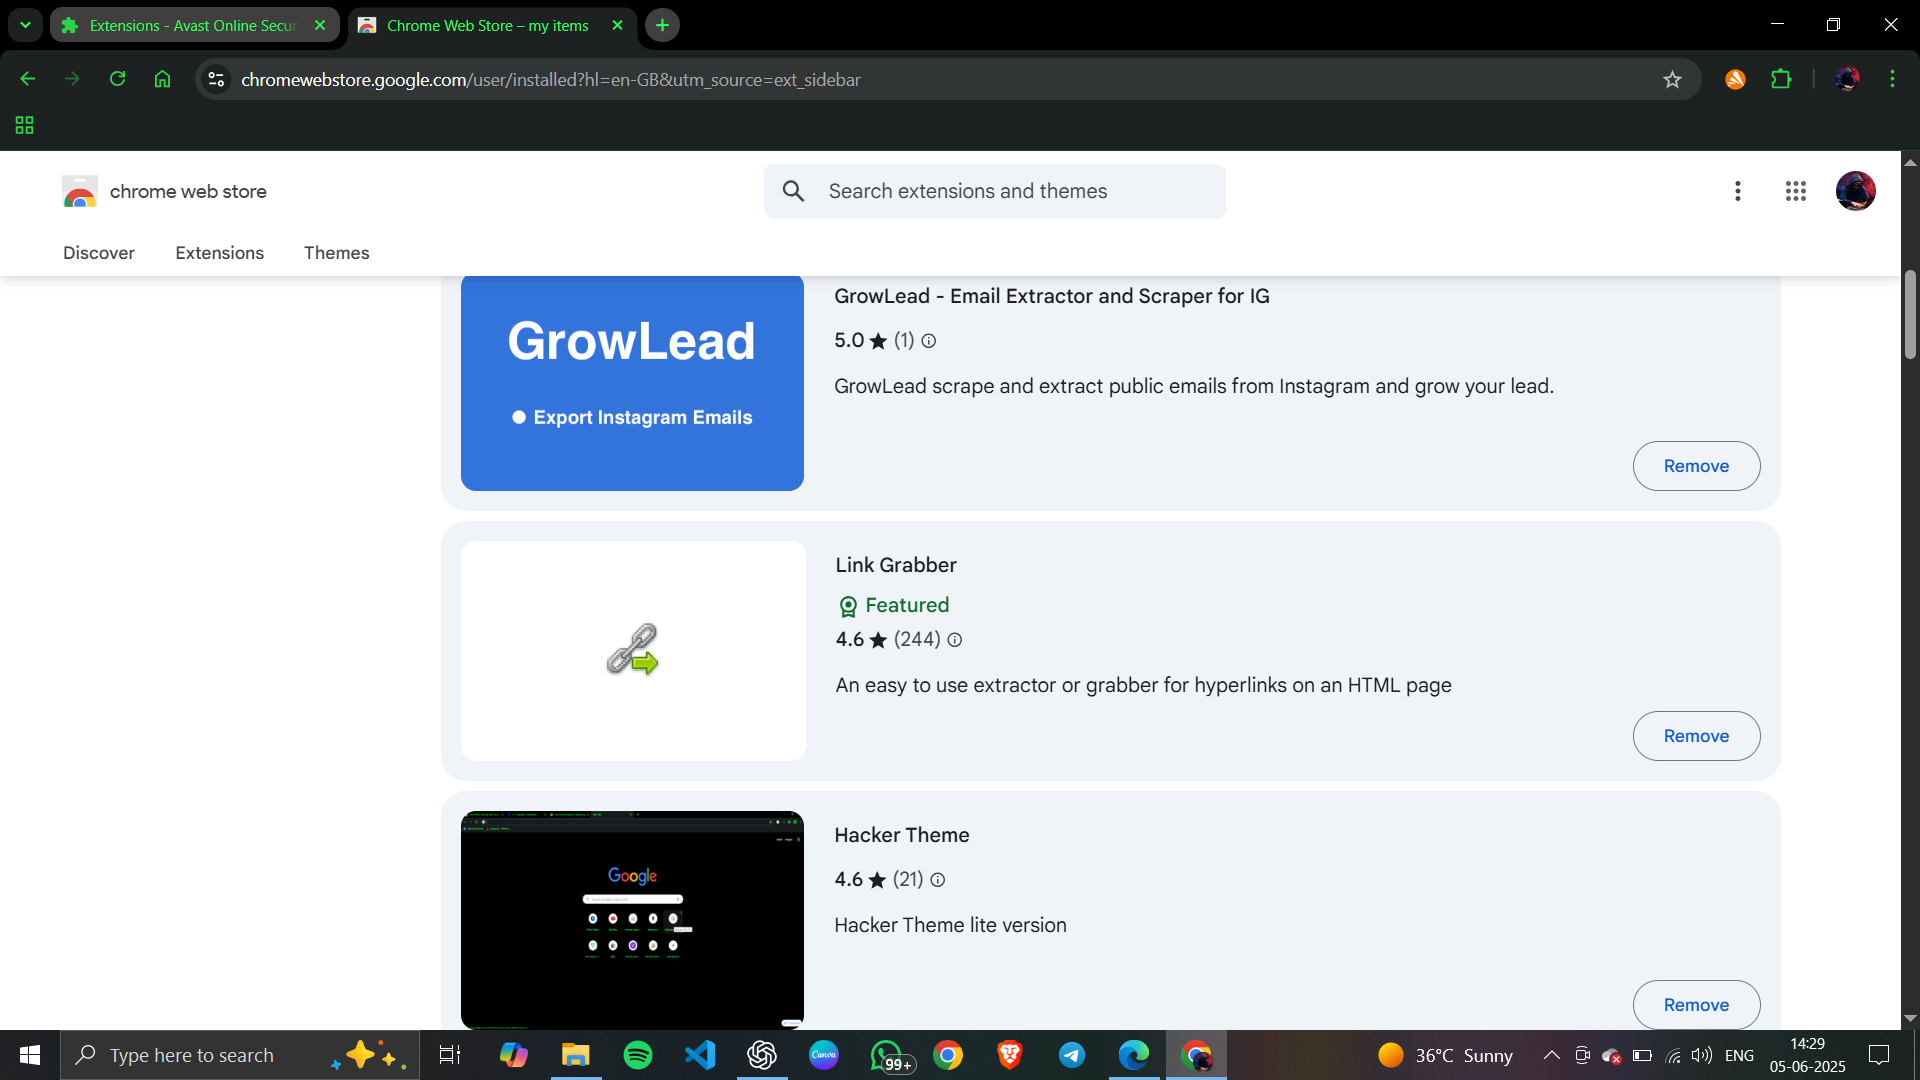 Extensions - Avast Online Secur
Chrome Web Store – my items
chromewebstore.google.com/user/installed?hl=en-GB&utm_source=ext_sidebar
chrome web store
Search extensions and themes
Discover
Extensions
Themes
GrowLead
Export Instagram Emails
GrowLead - Email Extractor and Scraper for IG
5.0 ★ (1)
GrowLead scrape and extract public emails from Instagram and grow your lead.
Remove
Link Grabber
Featured
4.6 ★ (244)
An easy to use extractor or grabber for hyperlinks on an HTML page
Remove
Google
Hacker Theme
4.6 ★ (21)
Hacker Theme lite version
Remove
Type here to search
Canva
99+
36°C Sunny
ENG
14:29
05-06-2025